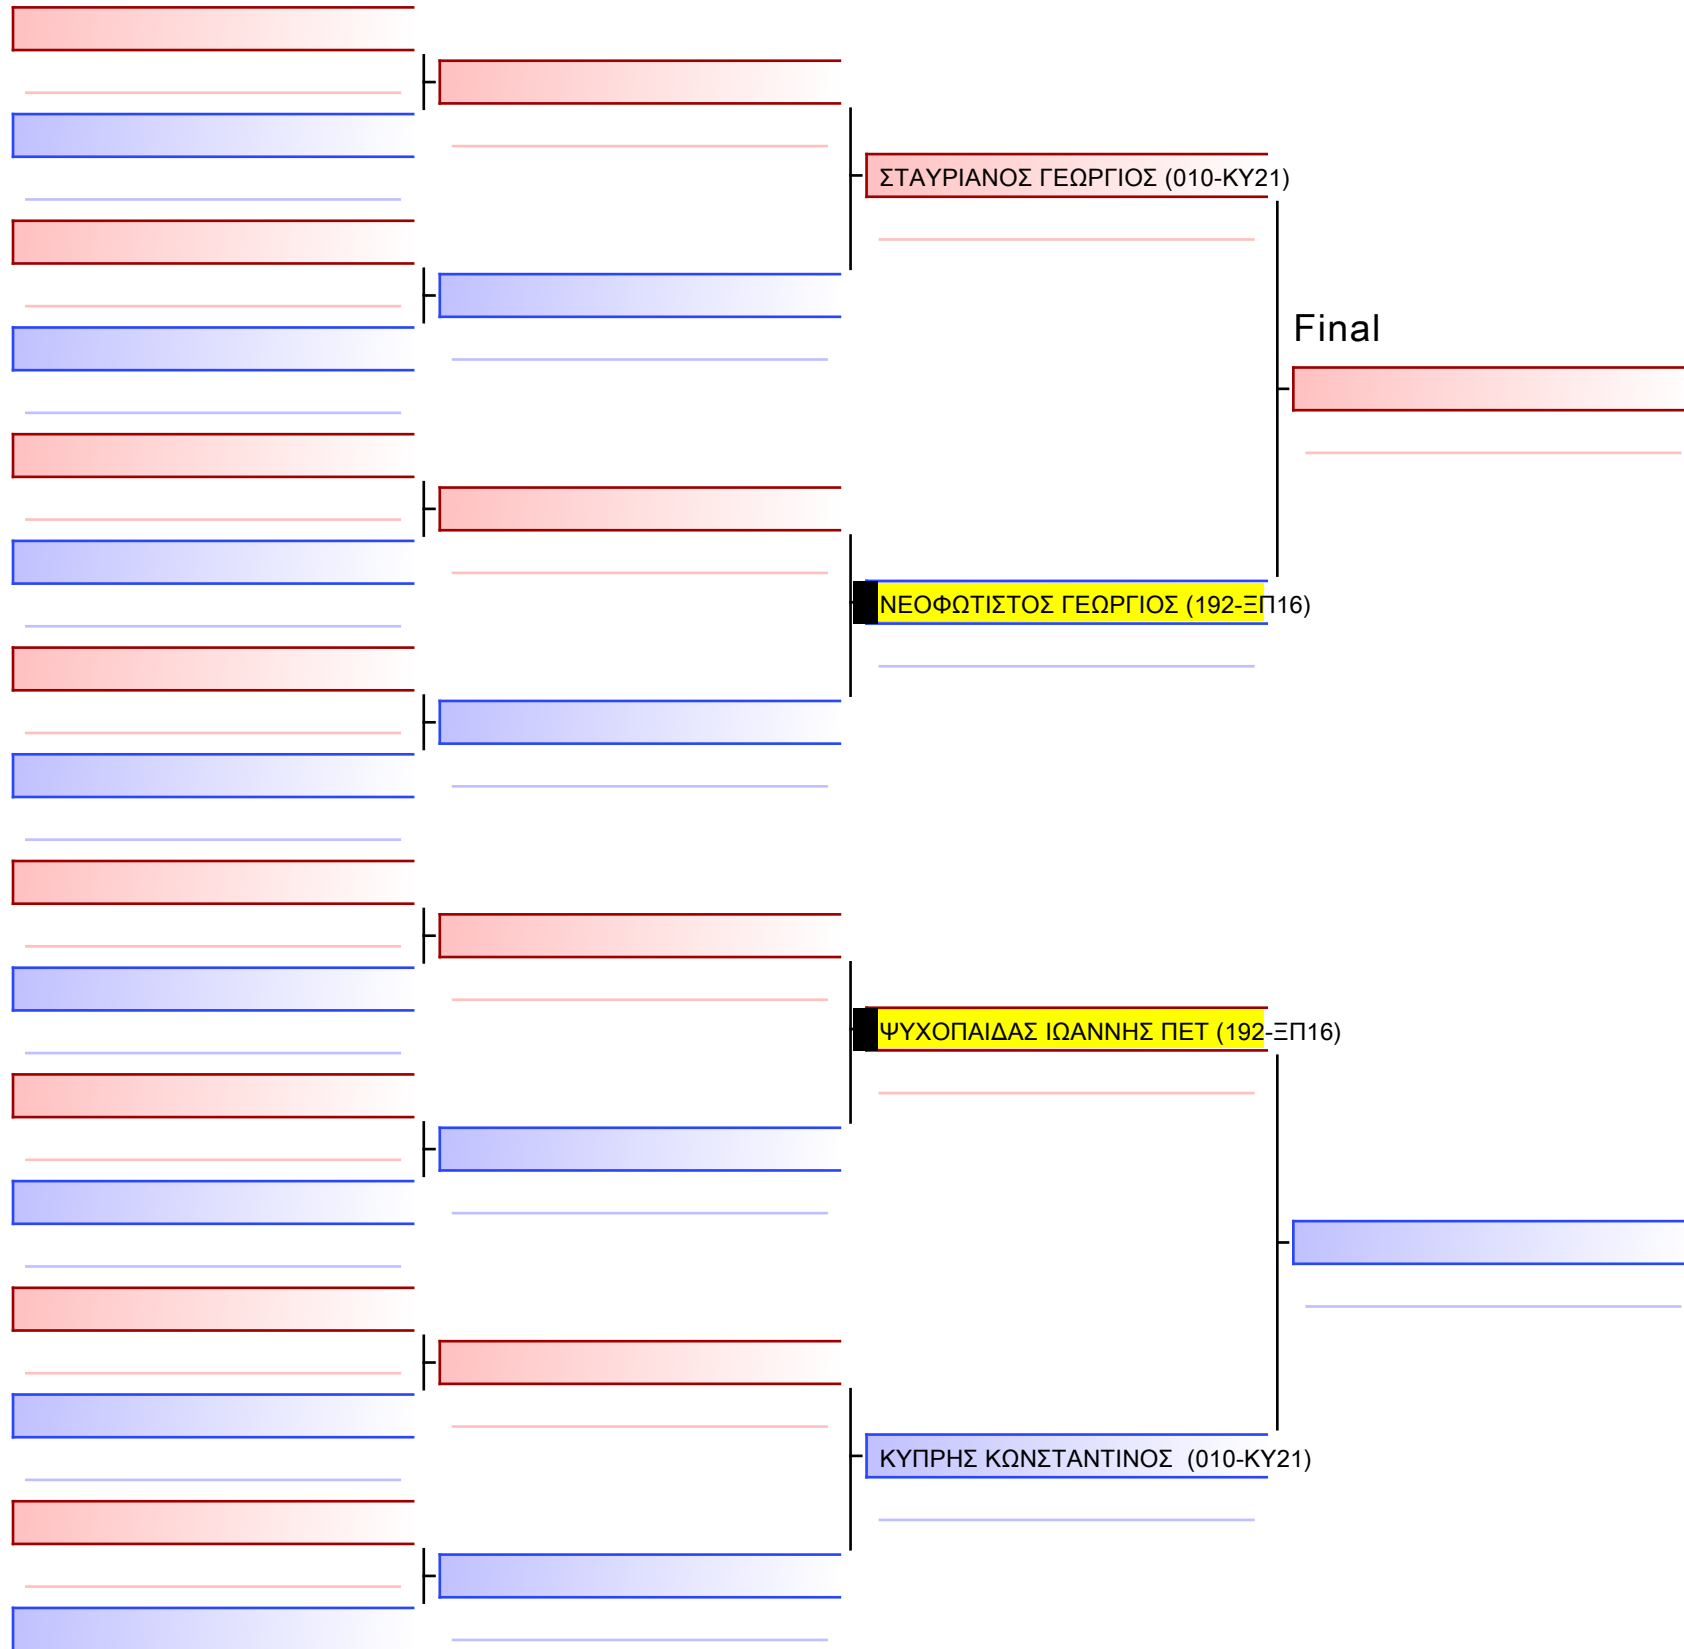 ΣΤΑΥΡΙΑΝΟΣ ΓΕΩΡΓΙΟΣ (010-ΚΥ21)
Final
ΝΕΟΦΩΤΙΣΤΟΣ ΓΕΩΡΓΙΟΣ (192-ΞΠ16)
ΨΥΧΟΠΑΙΔΑΣ ΙΩΑΝΝΗΣ ΠΕΤ (192-ΞΠ16)
ΚΥΠΡΗΣ ΚΩΝΣΤΑΝΤΙΝΟΣ (010-ΚΥ21)